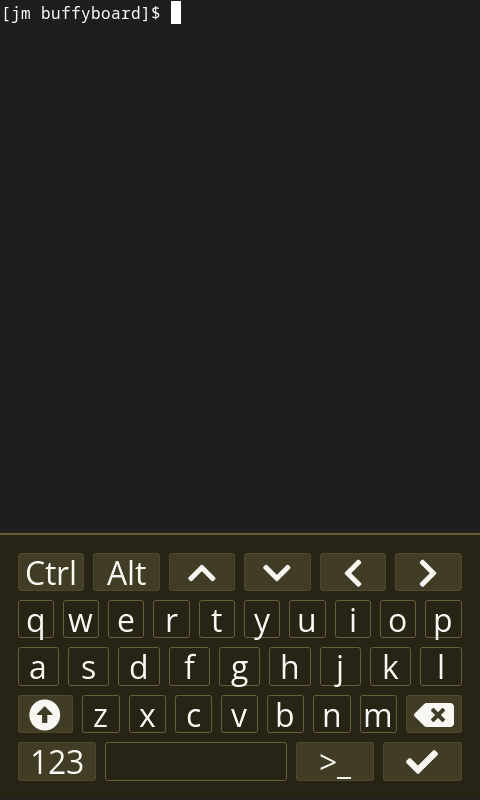 [jm buffyboard]$
Ctrl Alt
q w e r t y u i o p
a s d f g h j k l
z x c v b n m
123 >_